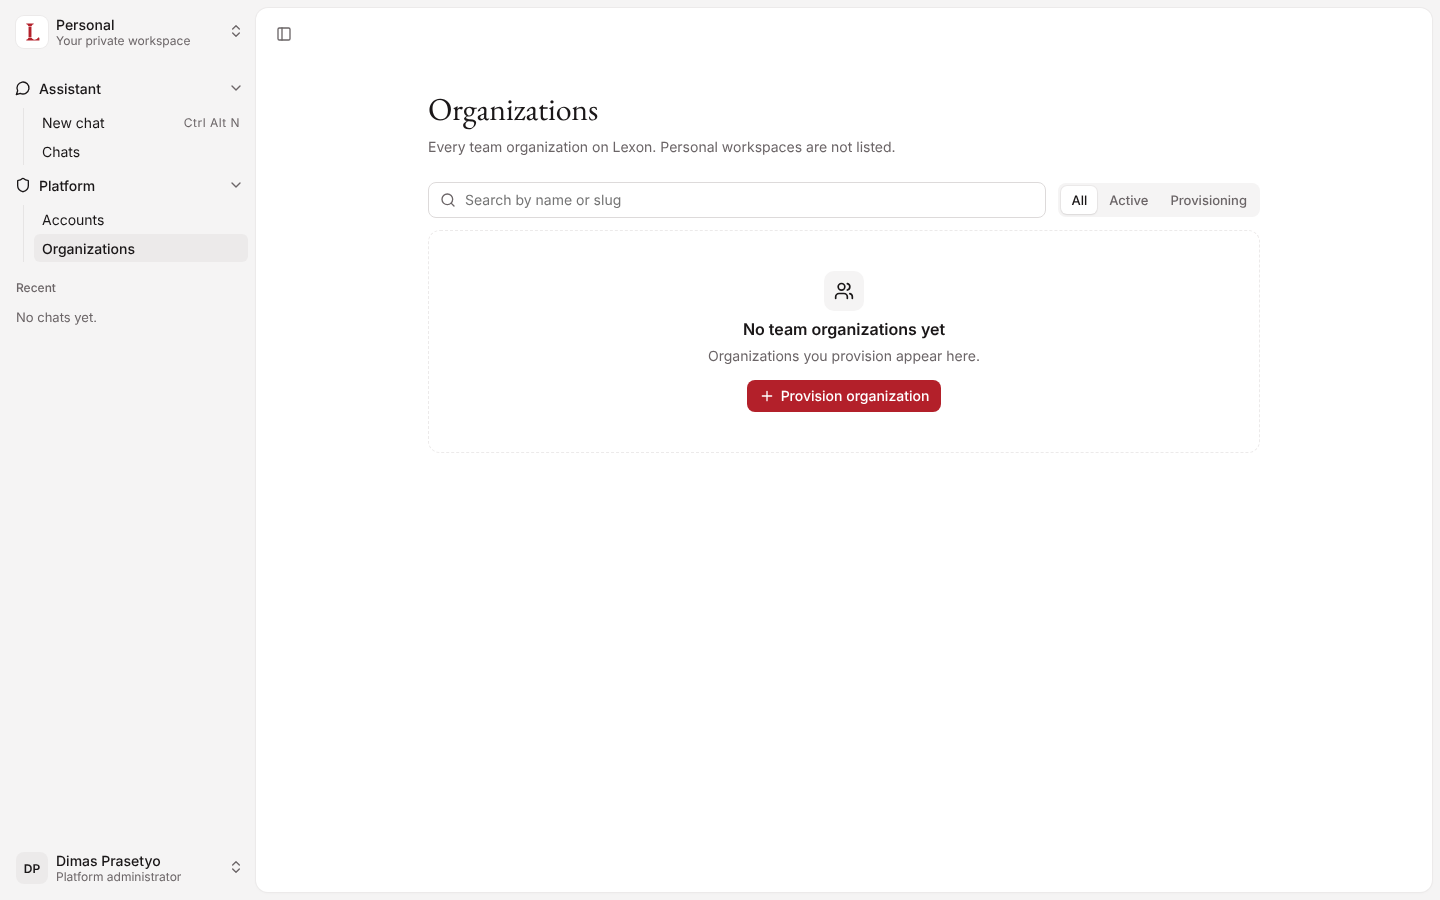 L
Personal
Your private workspace
Assistant
New chat Ctrl Alt N
Chats
Platform
Accounts
Organizations
Recent
No chats yet.
DP
Dimas Prasetyo
Platform administrator
Organizations
Every team organization on Lexon. Personal workspaces are not listed.
Search by name or slug
All Active Provisioning
No team organizations yet
Organizations you provision appear here.
Provision organization